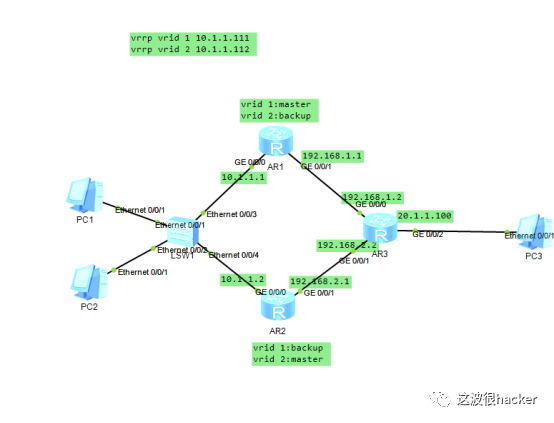 vrrp vrid 1 10.1.1.111
vrrp vrid 2 10.1.1.112
vrid 1:master
vrid 2:backup
R
AR1
GE 0/0/0
192.168.1.1
GE 0/0/1
10.1.1.1
192.168.1.2
GE 0/0/0
PC1
Ethernet 0/0/1
Ethernet 0/0/1
Ethernet 0/0/3
20.1.1.100
R
GE 0/0/2
Ethernet 0/0/1
PC3
LSW1
Ethernet 0/0/2
Ethernet 0/0/4
192.168.2.2
AR3
GE 0/0/1
Ethernet 0/0/1
PC2
10.1.1.2
GE 0/0/0
192.168.2.1
GE 0/0/1
R
AR2
vrid 1:backup
vrid 2:master
这波很hacker